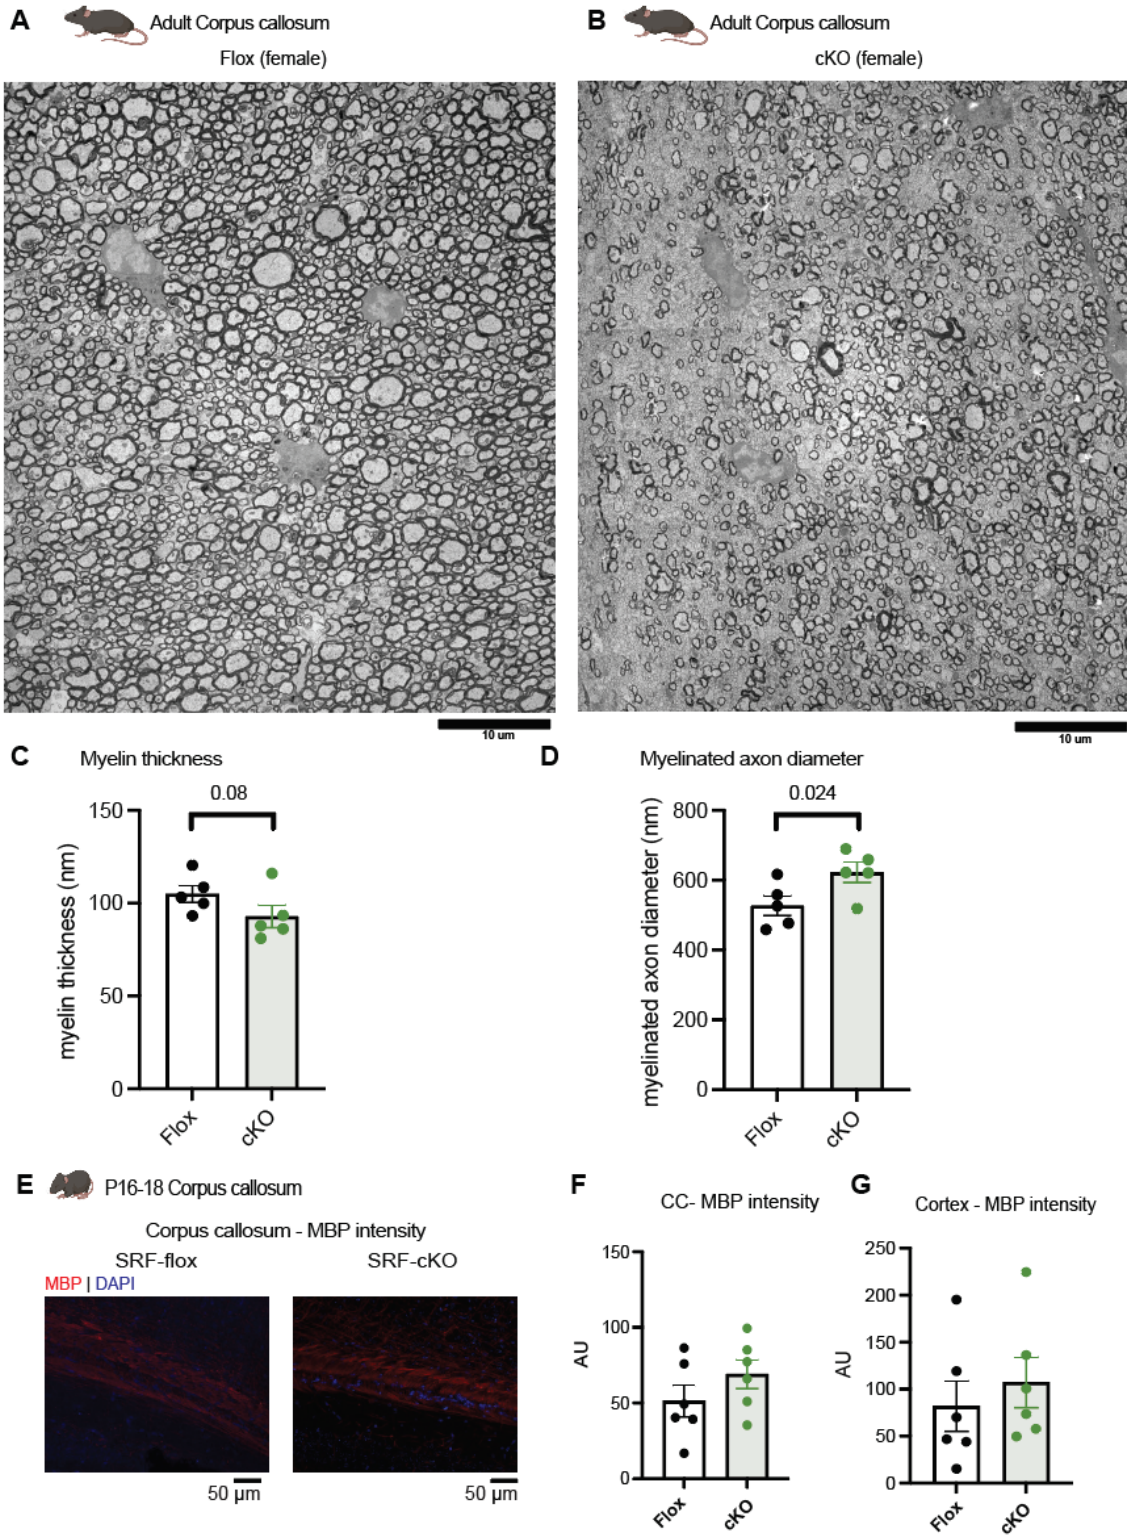 A Adult Corpus callosum
Flox (female)
B Adult Corpus callosum
cKO (female)
10 um
10 um
C Myelin thickness
0.08
myelin thickness (nm)
150
100
50
0
Flox
cKO
D Myelinated axon diameter
0.024
myelinated axon diameter (nm)
800
600
400
200
0
Flox
cKO
E P16-18 Corpus callosum
Corpus callosum - MBP intensity
SRF-flox
SRF-cKO
MBP | DAPI
50 µm
50 µm
F CC- MBP intensity
AU
150
100
50
0
Flox
cKO
G Cortex - MBP intensity
AU
250
200
150
100
50
0
Flox
cKO